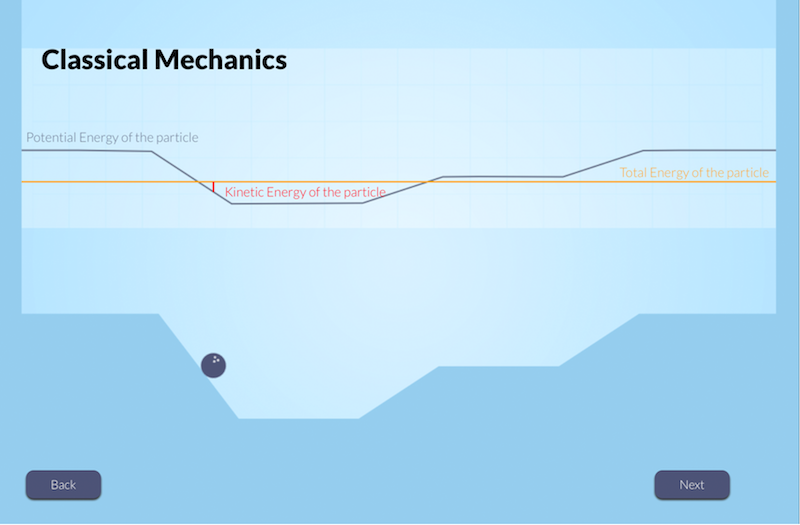 Classical Mechanics
Potential Energy of the particle
Total Energy of the particle
Kinetic Energy of the particle
Back
Next